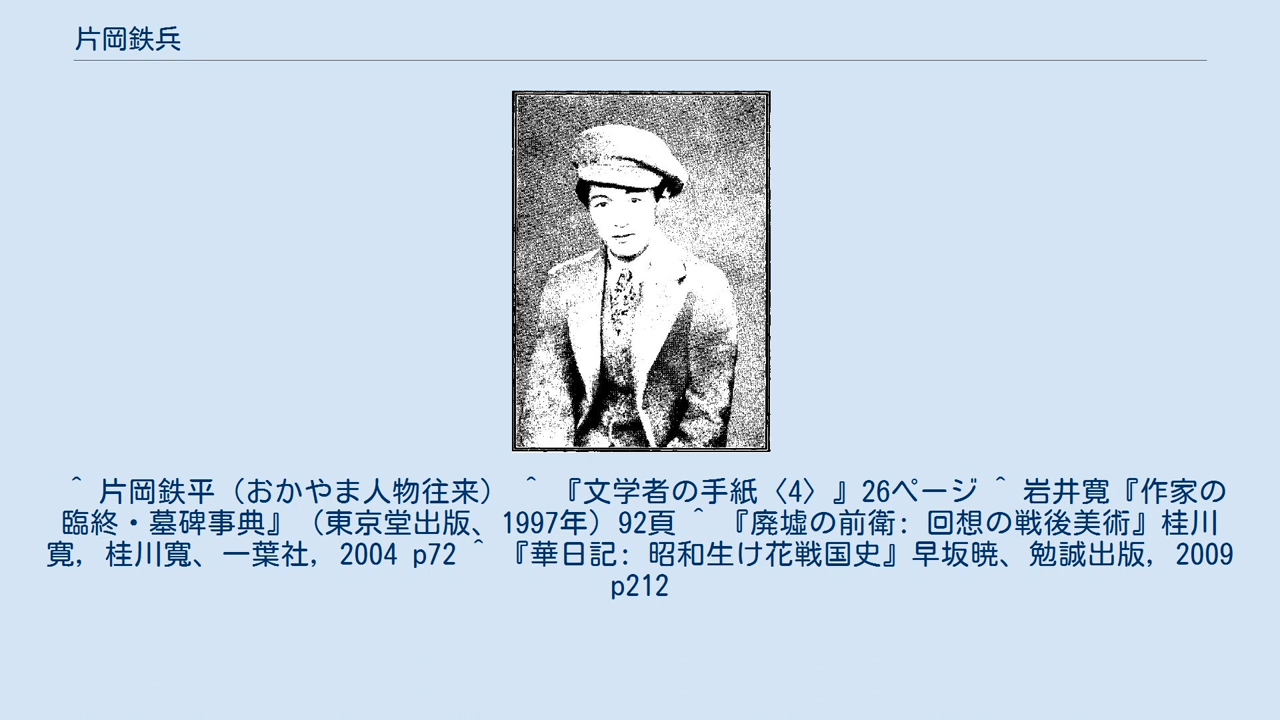 片岡鉄兵
^ 片岡鉄平（おかやま人物往来） ^ 『文学者の手紙〈4〉』26ページ ^ 岩井寛『作家の
臨終・墓碑事典』（東京堂出版、1997年）92頁 ^ 『廃墟の前衛: 回想の戦後美術』桂川
寛, 桂川寬、一葉社, 2004 p72 ^ 『華日記: 昭和生け花戦国史』早坂暁、勉誠出版, 2009
p212